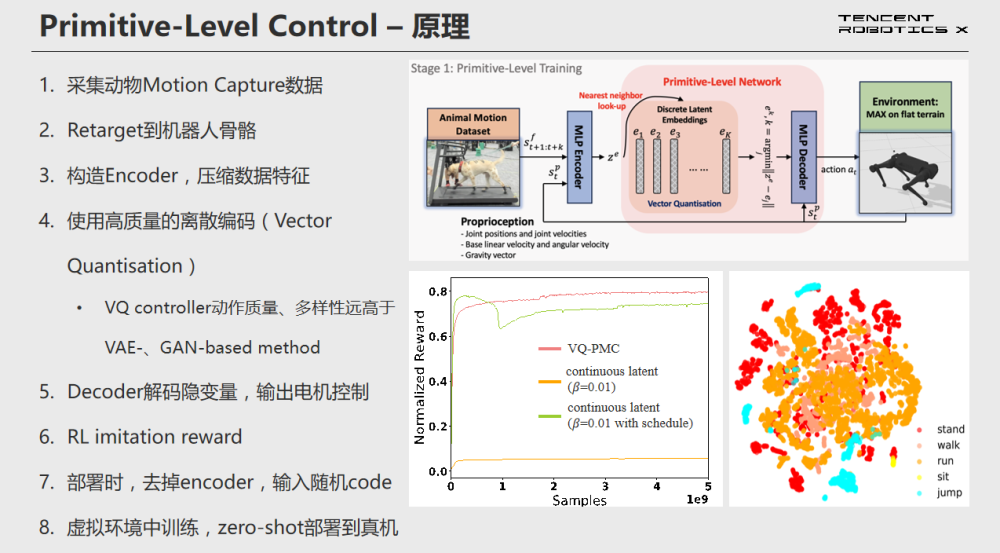 Primitive-Level Control – 原理
TENCENT
ROBOTICS X
1. 采集动物Motion Capture数据
2. Retarget到机器人骨骼
3. 构造Encoder，压缩数据特征
4. 使用高质量的离散编码（Vector
Quantisation）
• VQ controller动作质量、多样性远高于
VAE-、GAN-based method
5. Decoder解码隐变量，输出电机控制
6. RL imitation reward
7. 部署时，去掉encoder，输入随机code
8. 虚拟环境中训练，zero-shot部署到真机
Stage 1: Primitive-Level Training
Primitive-Level Network
Nearest neighbor
look-up
Discrete Latent
Embeddings
Animal Motion
Dataset
s^f_{t+1:t+k}
s^p_t
MLP Encoder
z^e
e_1 e_2 e_3 ... ... e_K
Vector Quantisation
e^k, k = argmin_j ||z^e − e_j||
MLP Decoder
s^p_t
action a_t
Environment:
MAX on flat terrain
Proprioception
- Joint positions and joint velocities
- Base linear velocity and angular velocity
- Gravity vector
Normalized Reward
0.8
0.6
0.4
0.2
0.0
VQ-PMC
continuous latent
(β=0.01)
continuous latent
(β=0.01 with schedule)
0 1 2 3 4 5
Samples 1e9
stand
walk
run
sit
jump